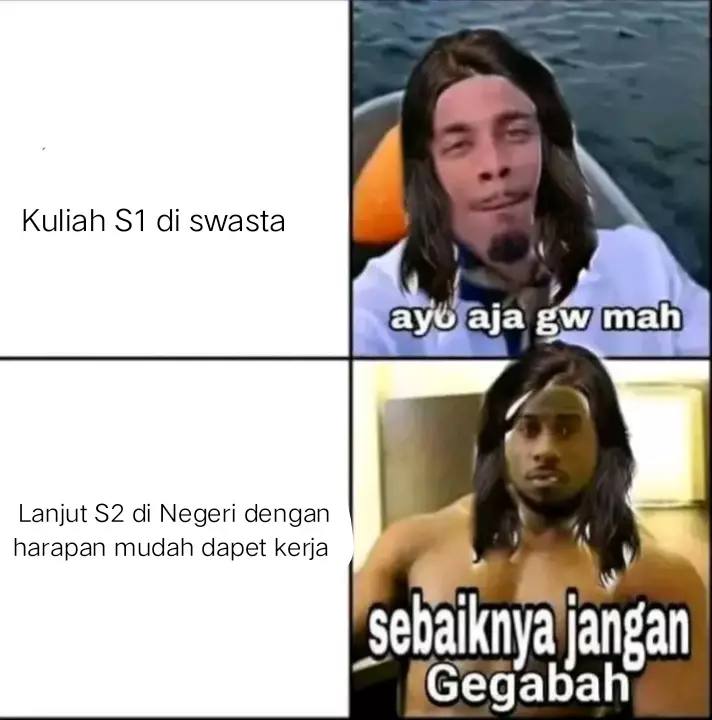 Kuliah S1 di swasta
ayo aja gw mah
Lanjut S2 di Negeri dengan
harapan mudah dapet kerja
sebaiknya jangan
Gegabah